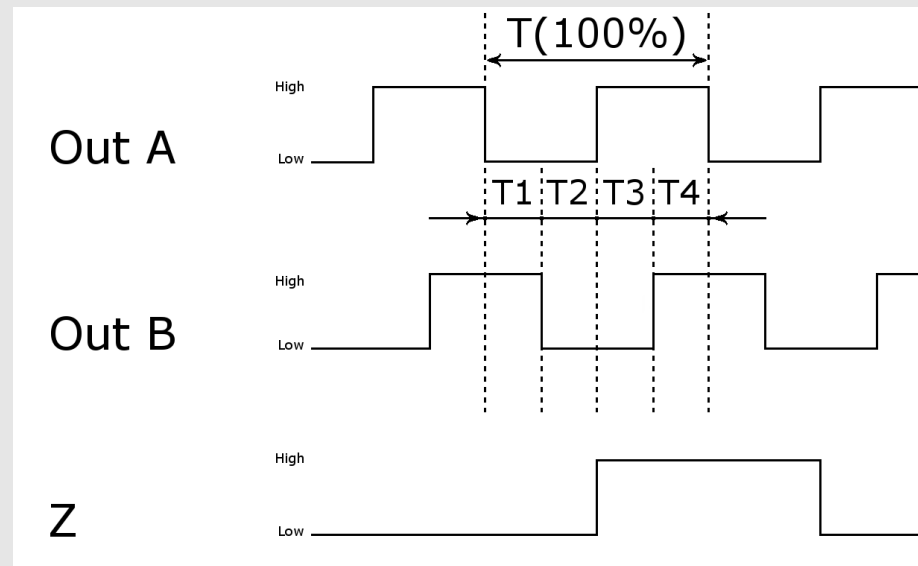 T(100%)
High
Out A
Low
T1 T2 T3 T4
High
Out B
Low
High
Z
Low